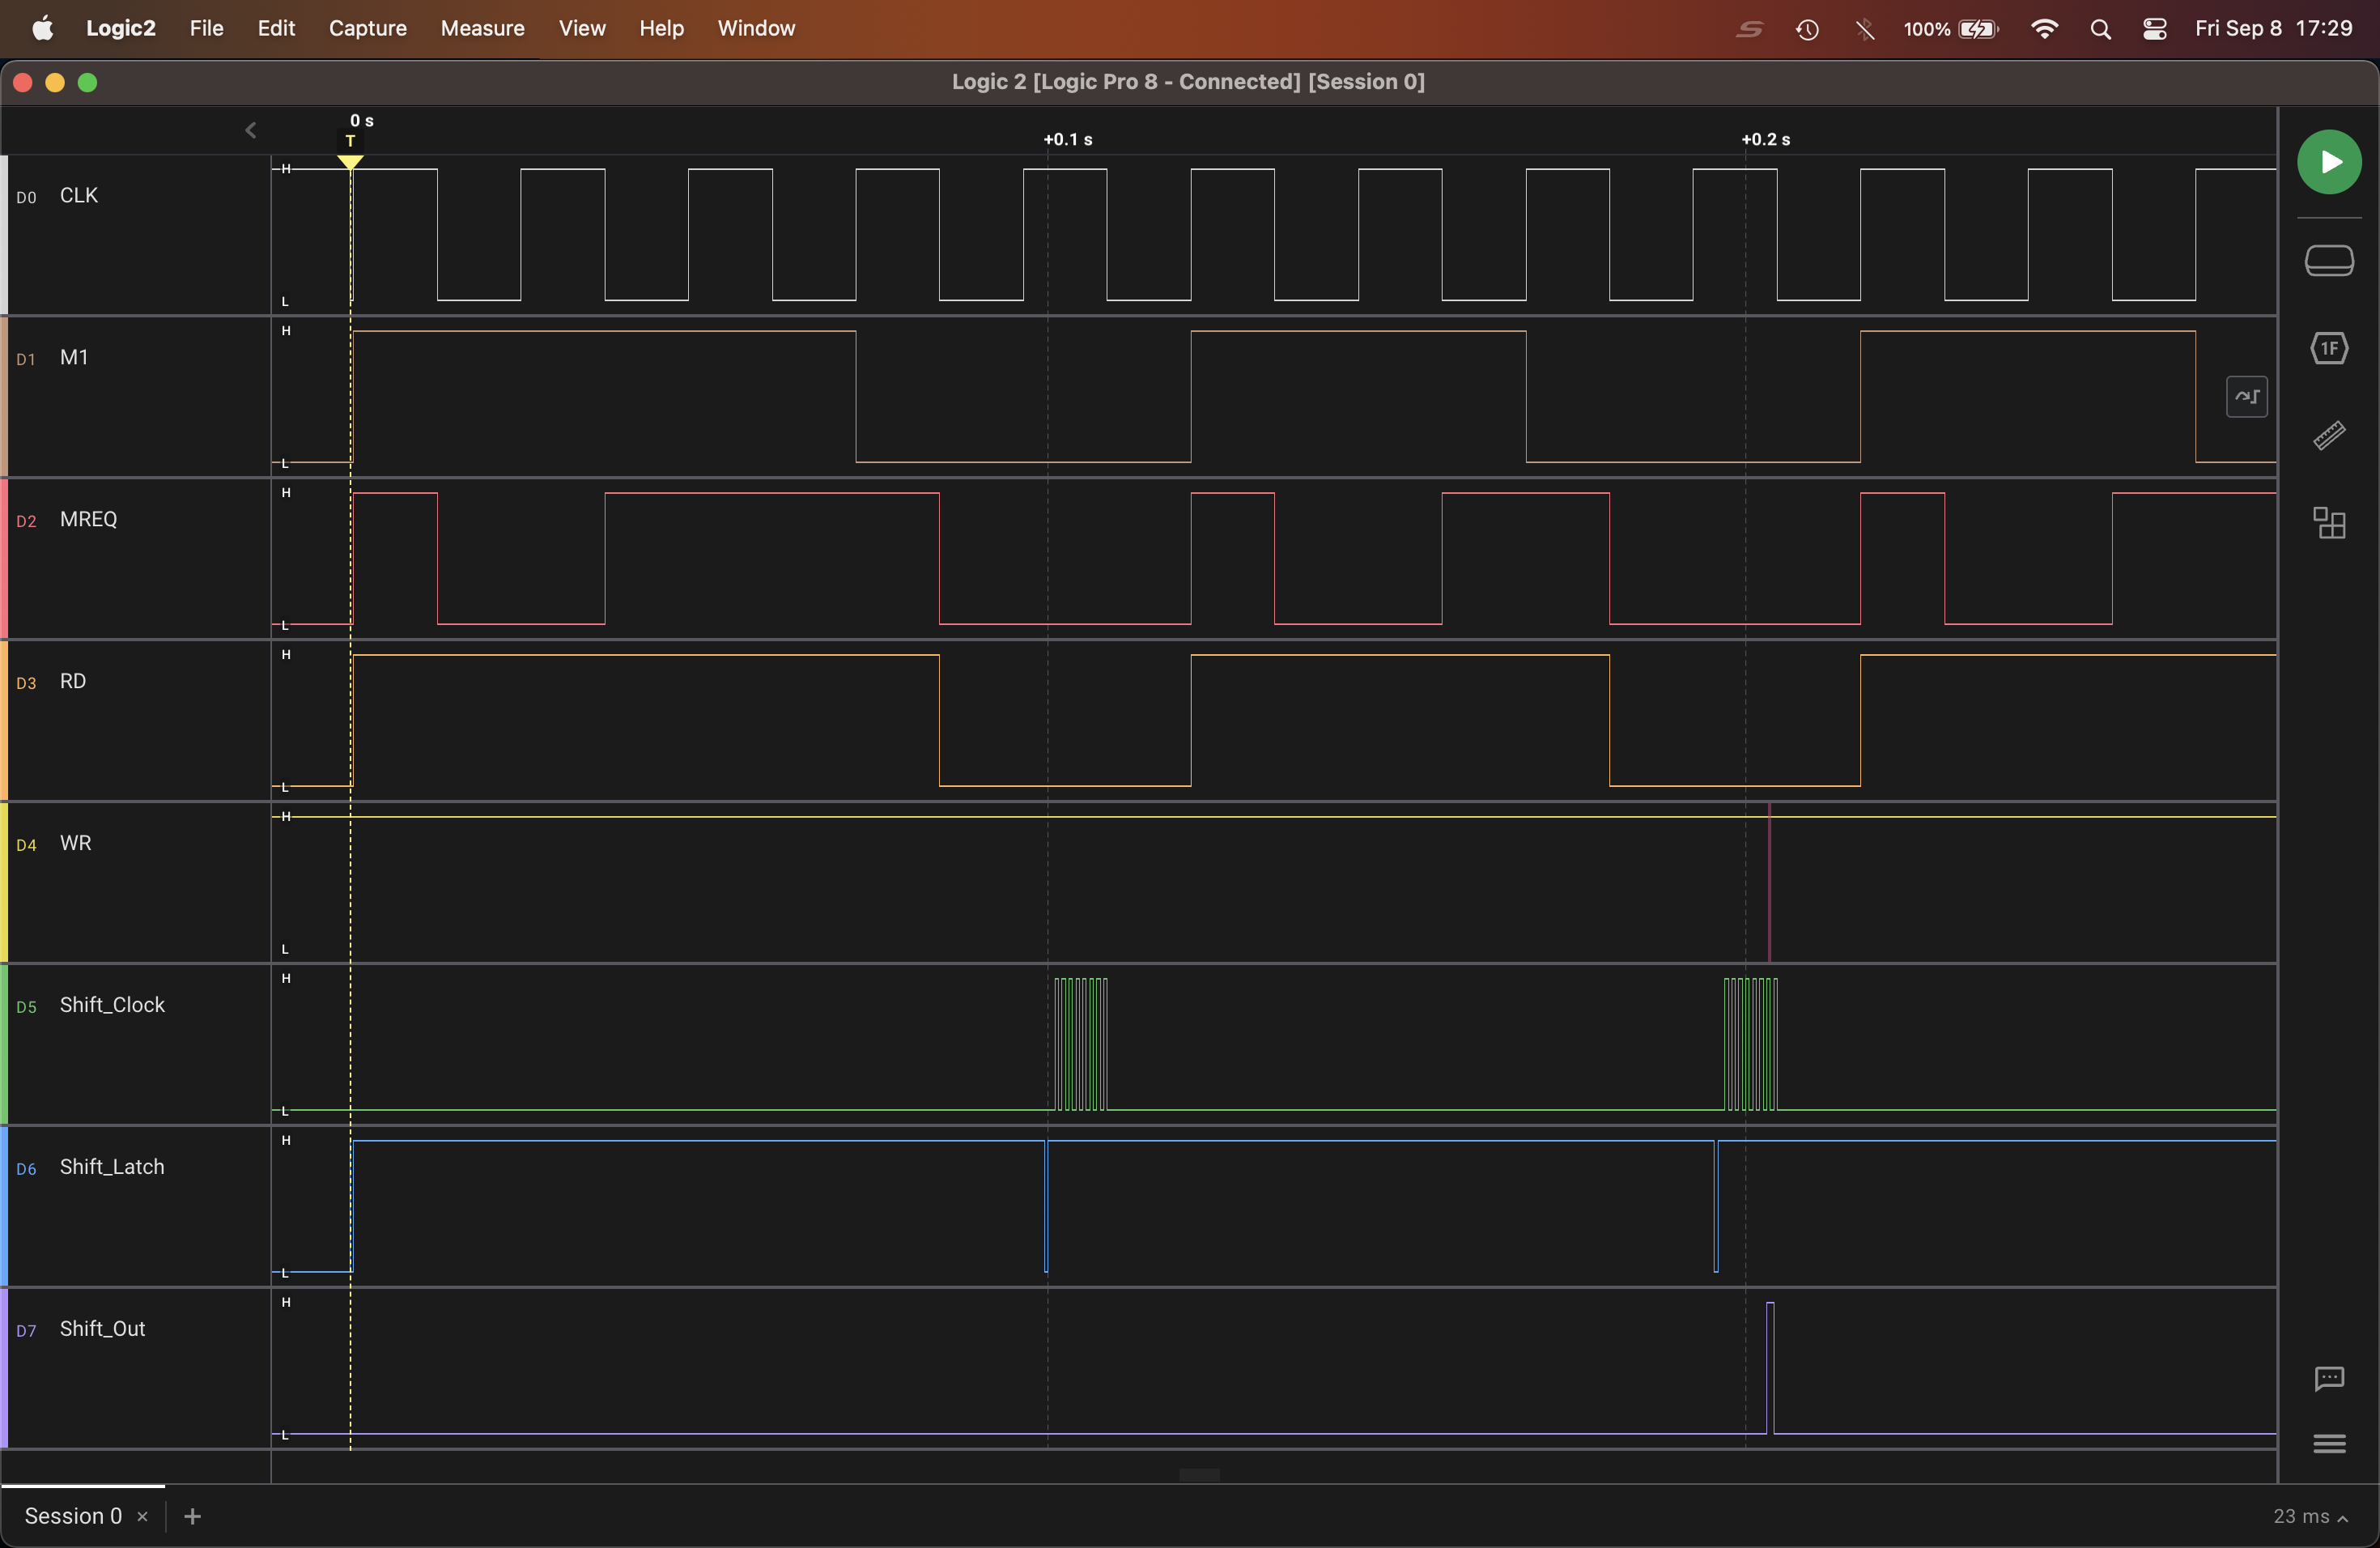 Logic2 File Edit Capture Measure View Help Window 100% Fri Sep 8 17:29
Logic 2 [Logic Pro 8 - Connected] [Session 0]
0 s
T
+0.1 s
+0.2 s
D0 CLK
H
L
D1 M1
H
L
1F
D2 MREQ
H
L
D3 RD
H
L
D4 WR
H
L
D5 Shift_Clock
H
L
D6 Shift_Latch
H
L
D7 Shift_Out
H
L
Session 0 × +
23 ms